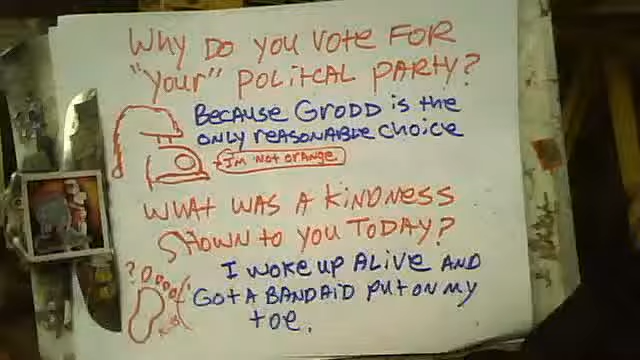 Why Do you Vote FOR
"your" POLITCAL PARTY?
BECAUSE GRODD is the
only reasonable choice
I'm not orange
WHAT WAS A KINDNESS
SHOWN TO YOU TODAY?
I WOKE UP ALIVE AND
GOT A BANDAID PUT ON MY
toe.